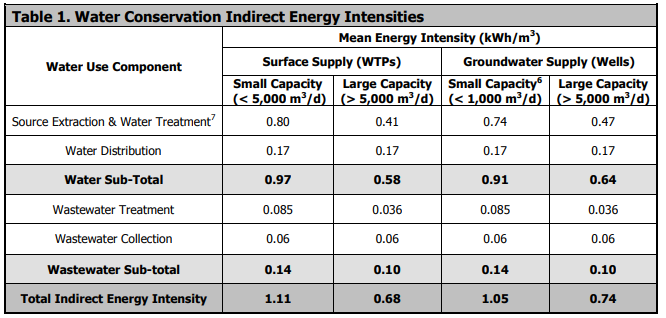 Table 1. Water Conservation Indirect Energy Intensities
Water Use Component
Mean Energy Intensity (kWh/m³)
Surface Supply (WTPs) Groundwater Supply (Wells)
Small Capacity (< 5,000 m³/d) Large Capacity (> 5,000 m³/d) Small Capacity⁶ (< 1,000 m³/d) Large Capacity (> 5,000 m³/d)
Source Extraction & Water Treatment⁷ 0.80 0.41 0.74 0.47
Water Distribution 0.17 0.17 0.17 0.17
Water Sub-Total 0.97 0.58 0.91 0.64
Wastewater Treatment 0.085 0.036 0.085 0.036
Wastewater Collection 0.06 0.06 0.06 0.06
Wastewater Sub-total 0.14 0.10 0.14 0.10
Total Indirect Energy Intensity 1.11 0.68 1.05 0.74